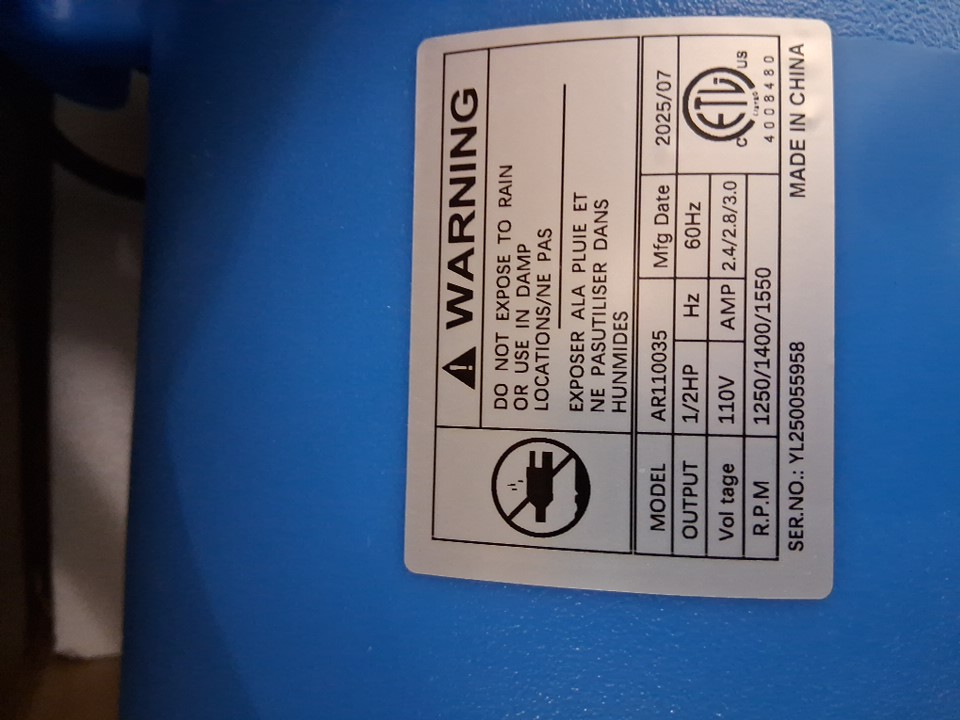 WARNING
DO NOT EXPOSE TO RAIN
OR USE IN DAMP
LOCATIONS/NE PAS
EXPOSER ALA PLUIE ET
NE PASUTILISER DANS
HUNMIDES
MODEL AR110035 Mfg Date 2025/07
OUTPUT 1/2HP Hz 60Hz
Vol tage 110V AMP 2.4/2.8/3.0
R.P.M 1250/1400/1550
C ETL US
4008480
SER.NO.: YL250055958 MADE IN CHINA